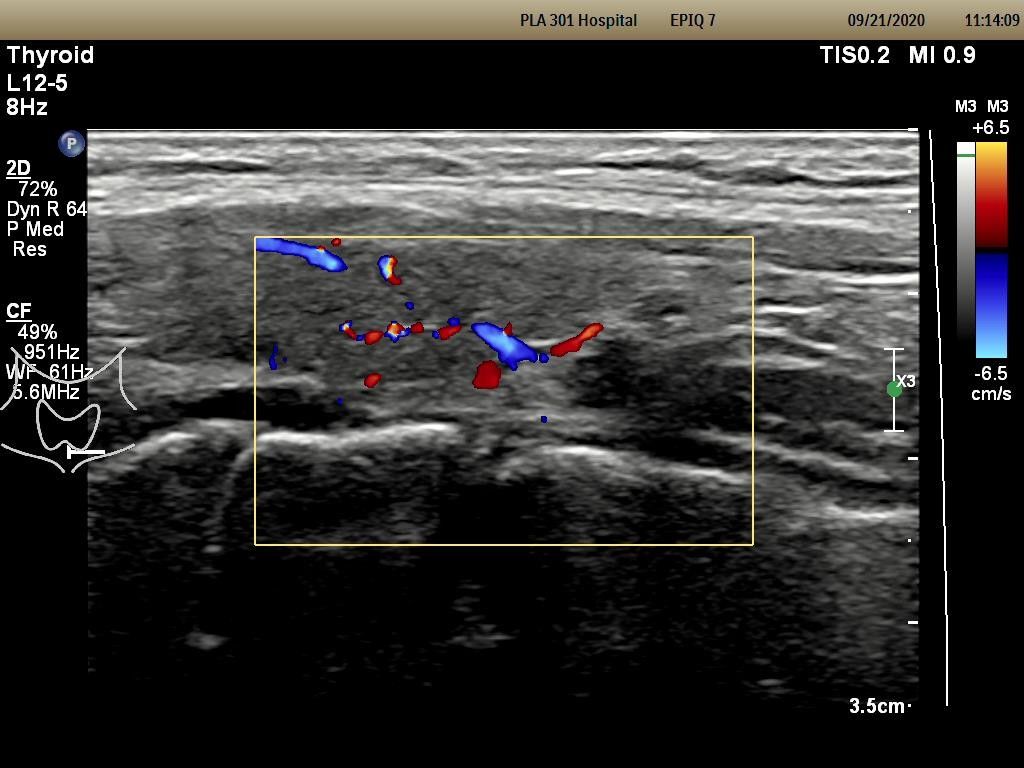 PLA 301 Hospital EPIQ 7 09/21/2020 11:14:09
Thyroid TIS0.2 MI 0.9
L12-5
8Hz
M3 M3
+6.5
P
2D
72%
Dyn R 64
P Med
Res
CF
49%
951Hz
WF 61Hz
5.6MHz
X3
-6.5
cm/s
3.5cm